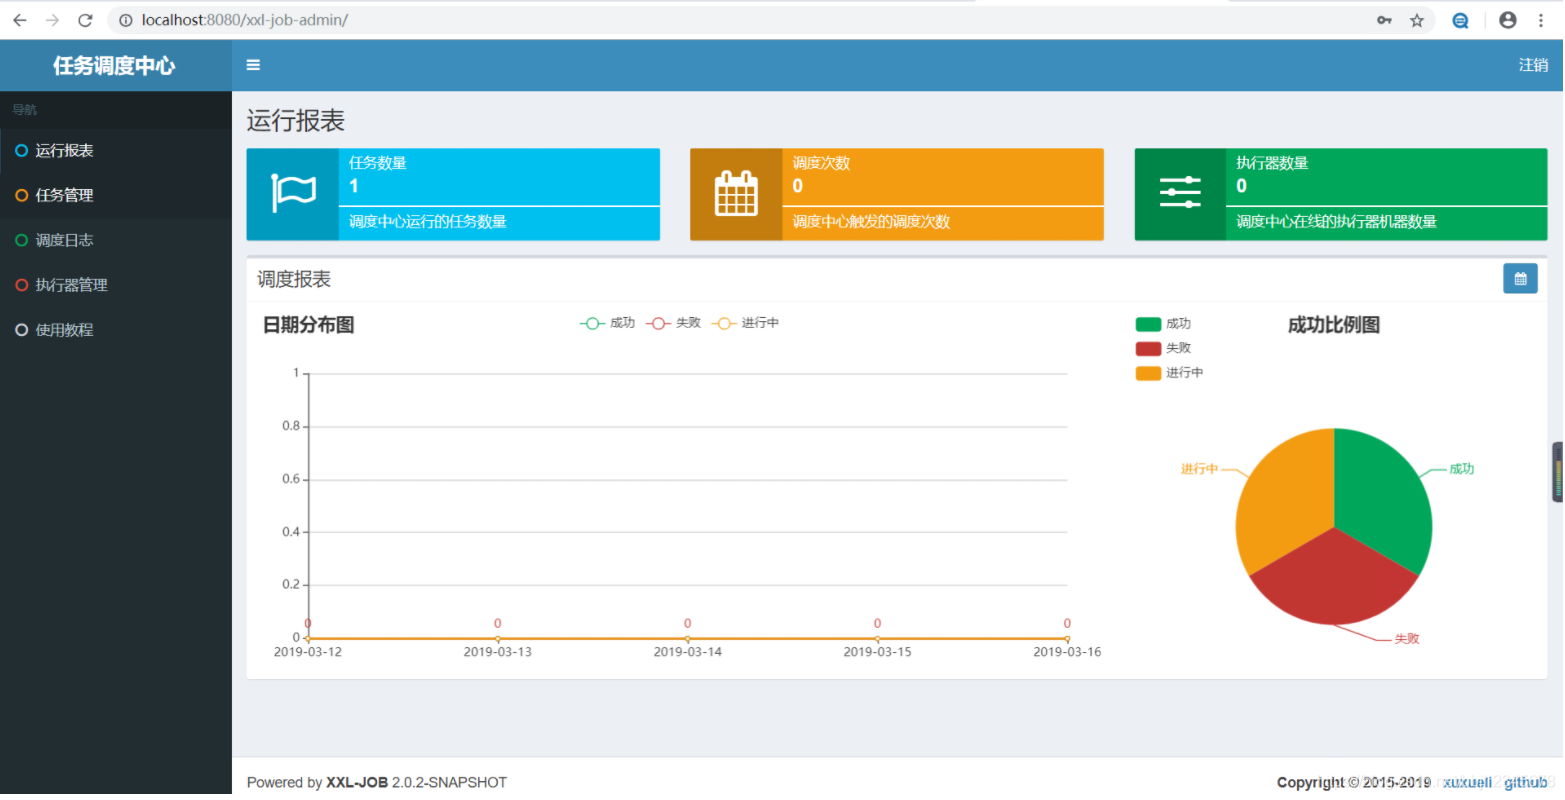 localhost:8080/xxl-job-admin/
任务调度中心
注销
导航
运行报表
任务管理
调度日志
执行器管理
使用教程
运行报表
任务数量
1
调度中心运行的任务数量
调度次数
0
调度中心触发的调度次数
执行器数量
0
调度中心在线的执行器机器数量
调度报表
日期分布图
成功 失败 进行中
1
0.8
0.6
0.4
0.2
0
0 0 0 0 0
2019-03-12 2019-03-13 2019-03-14 2019-03-15 2019-03-16
成功
失败
进行中
成功比例图
进行中
成功
失败
Powered by XXL-JOB 2.0.2-SNAPSHOT
Copyright © 2015-2019 xuxueli github